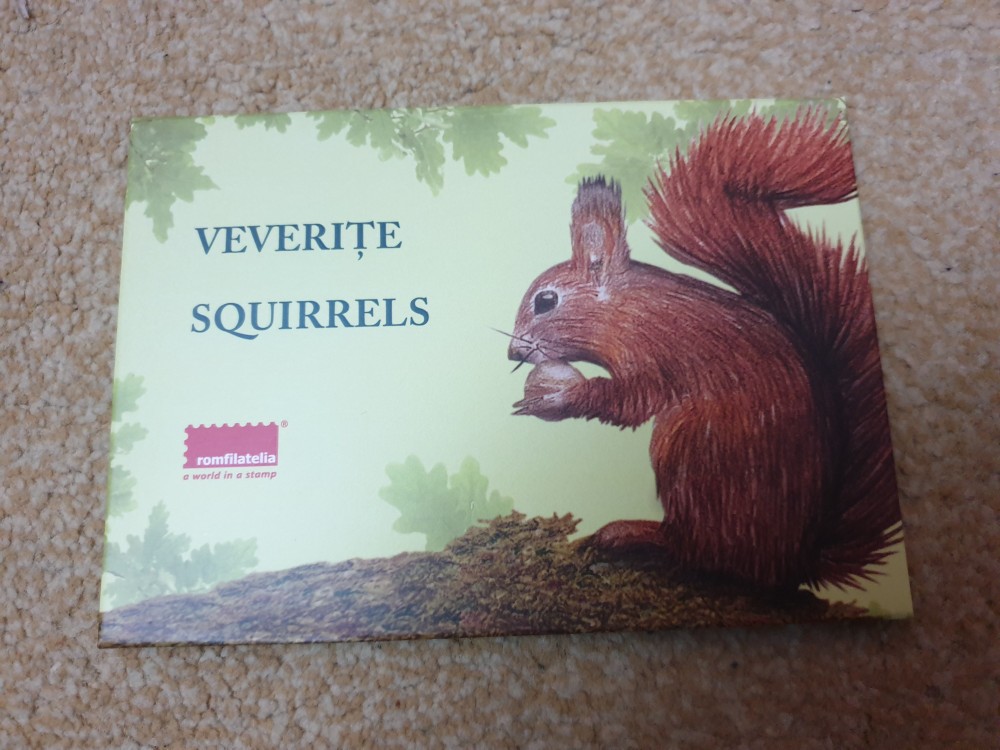 VEVERIȚE
SQUIRRELS
romfilatelia®
a world in a stamp